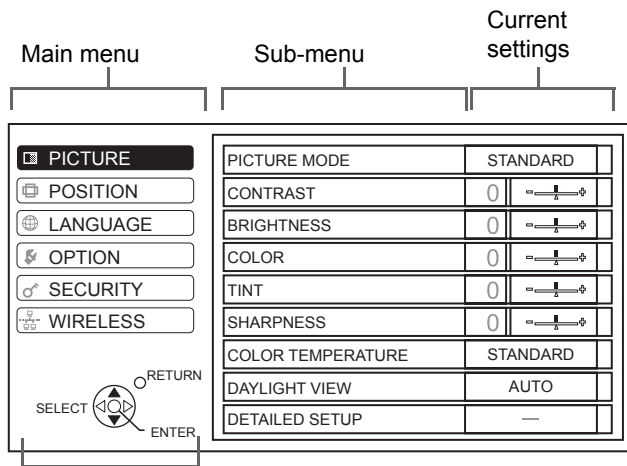 Main menu
Sub-menu
Current
settings
PICTURE
POSITION
LANGUAGE
OPTION
SECURITY
WIRELESS
RETURN
SELECT
ENTER
PICTURE MODE STANDARD
CONTRAST 0 - +
BRIGHTNESS 0 - +
COLOR 0 - +
TINT 0 - +
SHARPNESS 0 - +
COLOR TEMPERATURE STANDARD
DAYLIGHT VIEW AUTO
DETAILED SETUP —